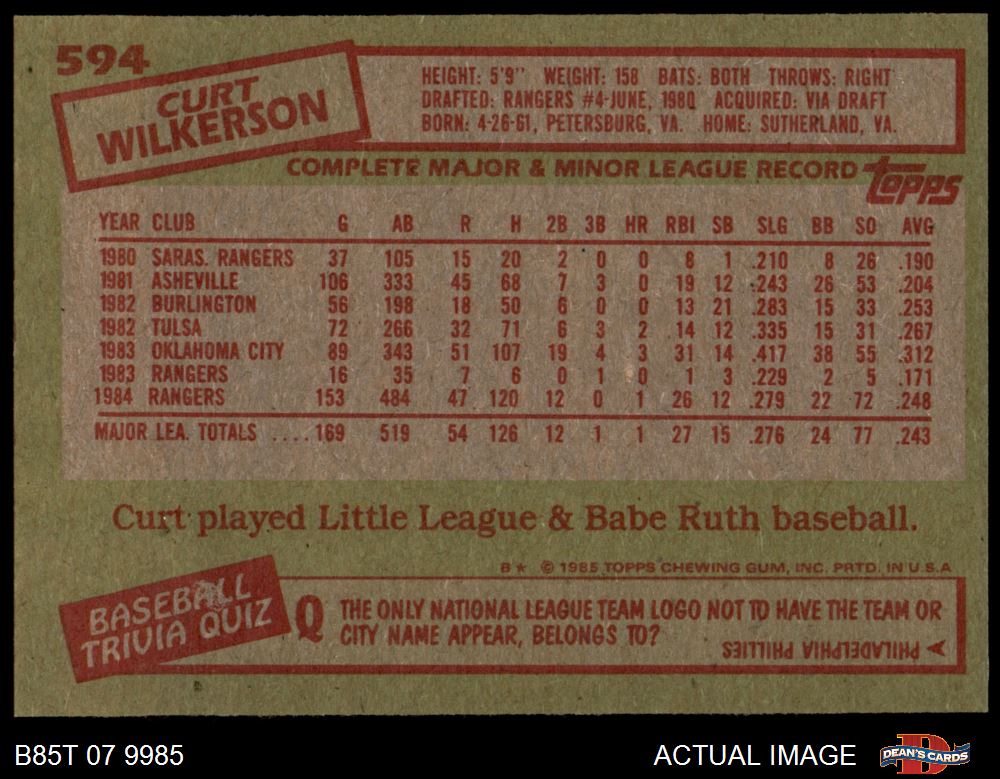 594
CURT
WILKERSON
HEIGHT: 5'9" WEIGHT: 158 BATS: BOTH THROWS: RIGHT
DRAFTED: RANGERS #4-JUNE, 1980 ACQUIRED: VIA DRAFT
BORN: 4-26-61, PETERSBURG, VA. HOME: SUTHERLAND, VA.
COMPLETE MAJOR & MINOR LEAGUE RECORD topps
YEAR CLUB G AB R H 2B 3B HR RBI SB SLG BB SO AVG
1980 SARAS. RANGERS 37 105 15 20 2 0 0 8 1 .210 8 26 .190
1981 ASHEVILLE 106 333 45 68 7 3 0 19 12 .243 26 53 .204
1982 BURLINGTON 56 198 18 50 6 0 0 13 21 .283 15 33 .253
1982 TULSA 72 266 32 71 6 3 2 14 12 .335 15 31 .267
1983 OKLAHOMA CITY 89 343 51 107 19 4 3 31 14 .417 38 55 .312
1983 RANGERS 16 35 7 6 0 1 0 1 3 .229 2 5 .171
1984 RANGERS 153 484 47 120 12 0 1 26 12 .279 22 72 .248
MAJOR LEA. TOTALS ....169 519 54 126 12 1 1 27 15 .276 24 77 .243
Curt played Little League & Babe Ruth baseball.
B* © 1985 TOPPS CHEWING GUM, INC. PRTD. IN U.S.A
BASEBALL
TRIVIA QUIZ
Q THE ONLY NATIONAL LEAGUE TEAM LOGO NOT TO HAVE THE TEAM OR
CITY NAME APPEAR, BELONGS TO?
A PHILADELPHIA PHILLIES
B85T 07 9985
ACTUAL IMAGE
DEAN'S CARDS